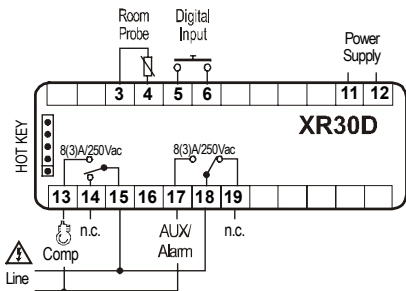 Room Probe
Digital Input
Power Supply
3 4 5 6 11 12
XR30D
HOT KEY
8(3)A/250Vac 8(3)A/250Vac
13 14 15 16 17 18 19
n.c. AUX/ Alarm n.c.
Comp
Line